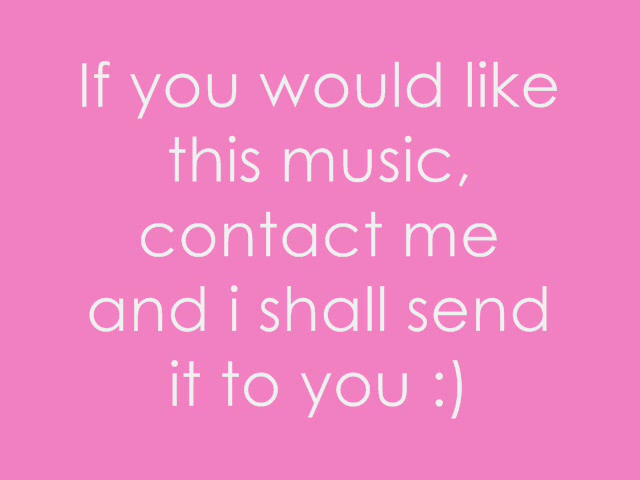 If you would like
this music,
contact me
and i shall send
it to you :)